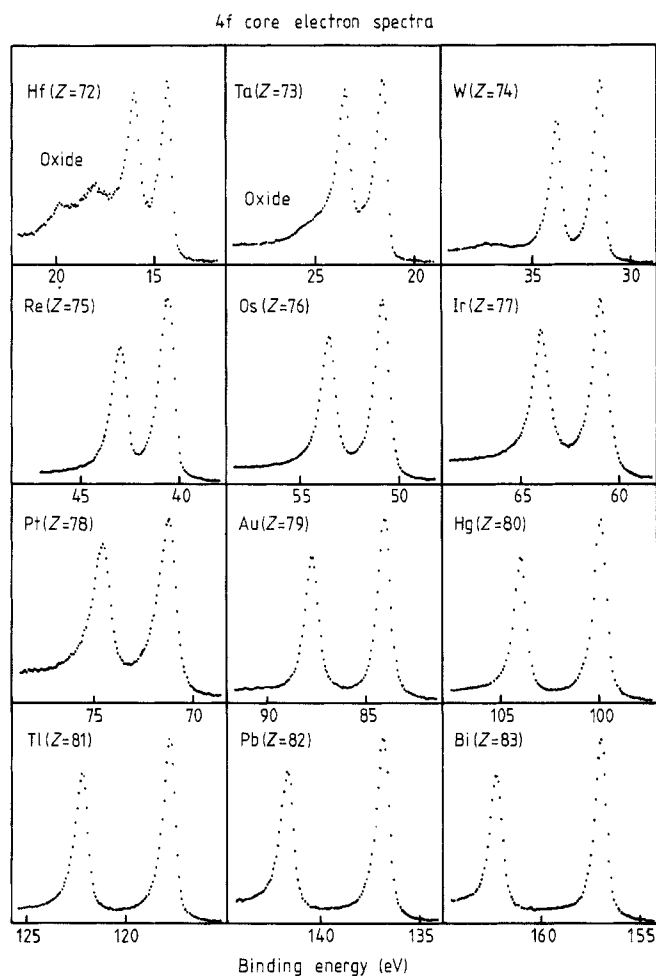 4f core electron spectra
Hf(Z=72)
Oxide
20 15
Ta(Z=73)
Oxide
25 20
W(Z=74)
35 30
Re(Z=75)
45 40
Os(Z=76)
55 50
Ir(Z=77)
65 60
Pt(Z=78)
75 70
Au(Z=79)
90 85
Hg(Z=80)
105 100
Tl(Z=81)
125 120
Pb(Z=82)
140 135
Bi(Z=83)
160 155
Binding energy (eV)